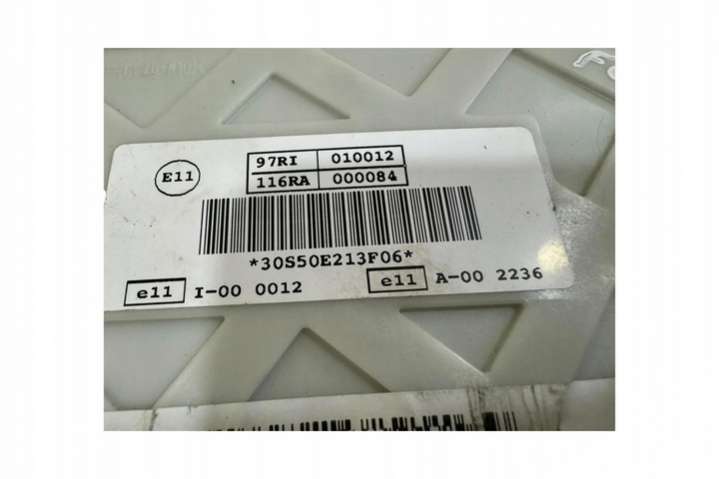 E11
97RI 010012
116RA 000084
*30S50E213F06*
e11 I-00 0012
e11 A-00 2236